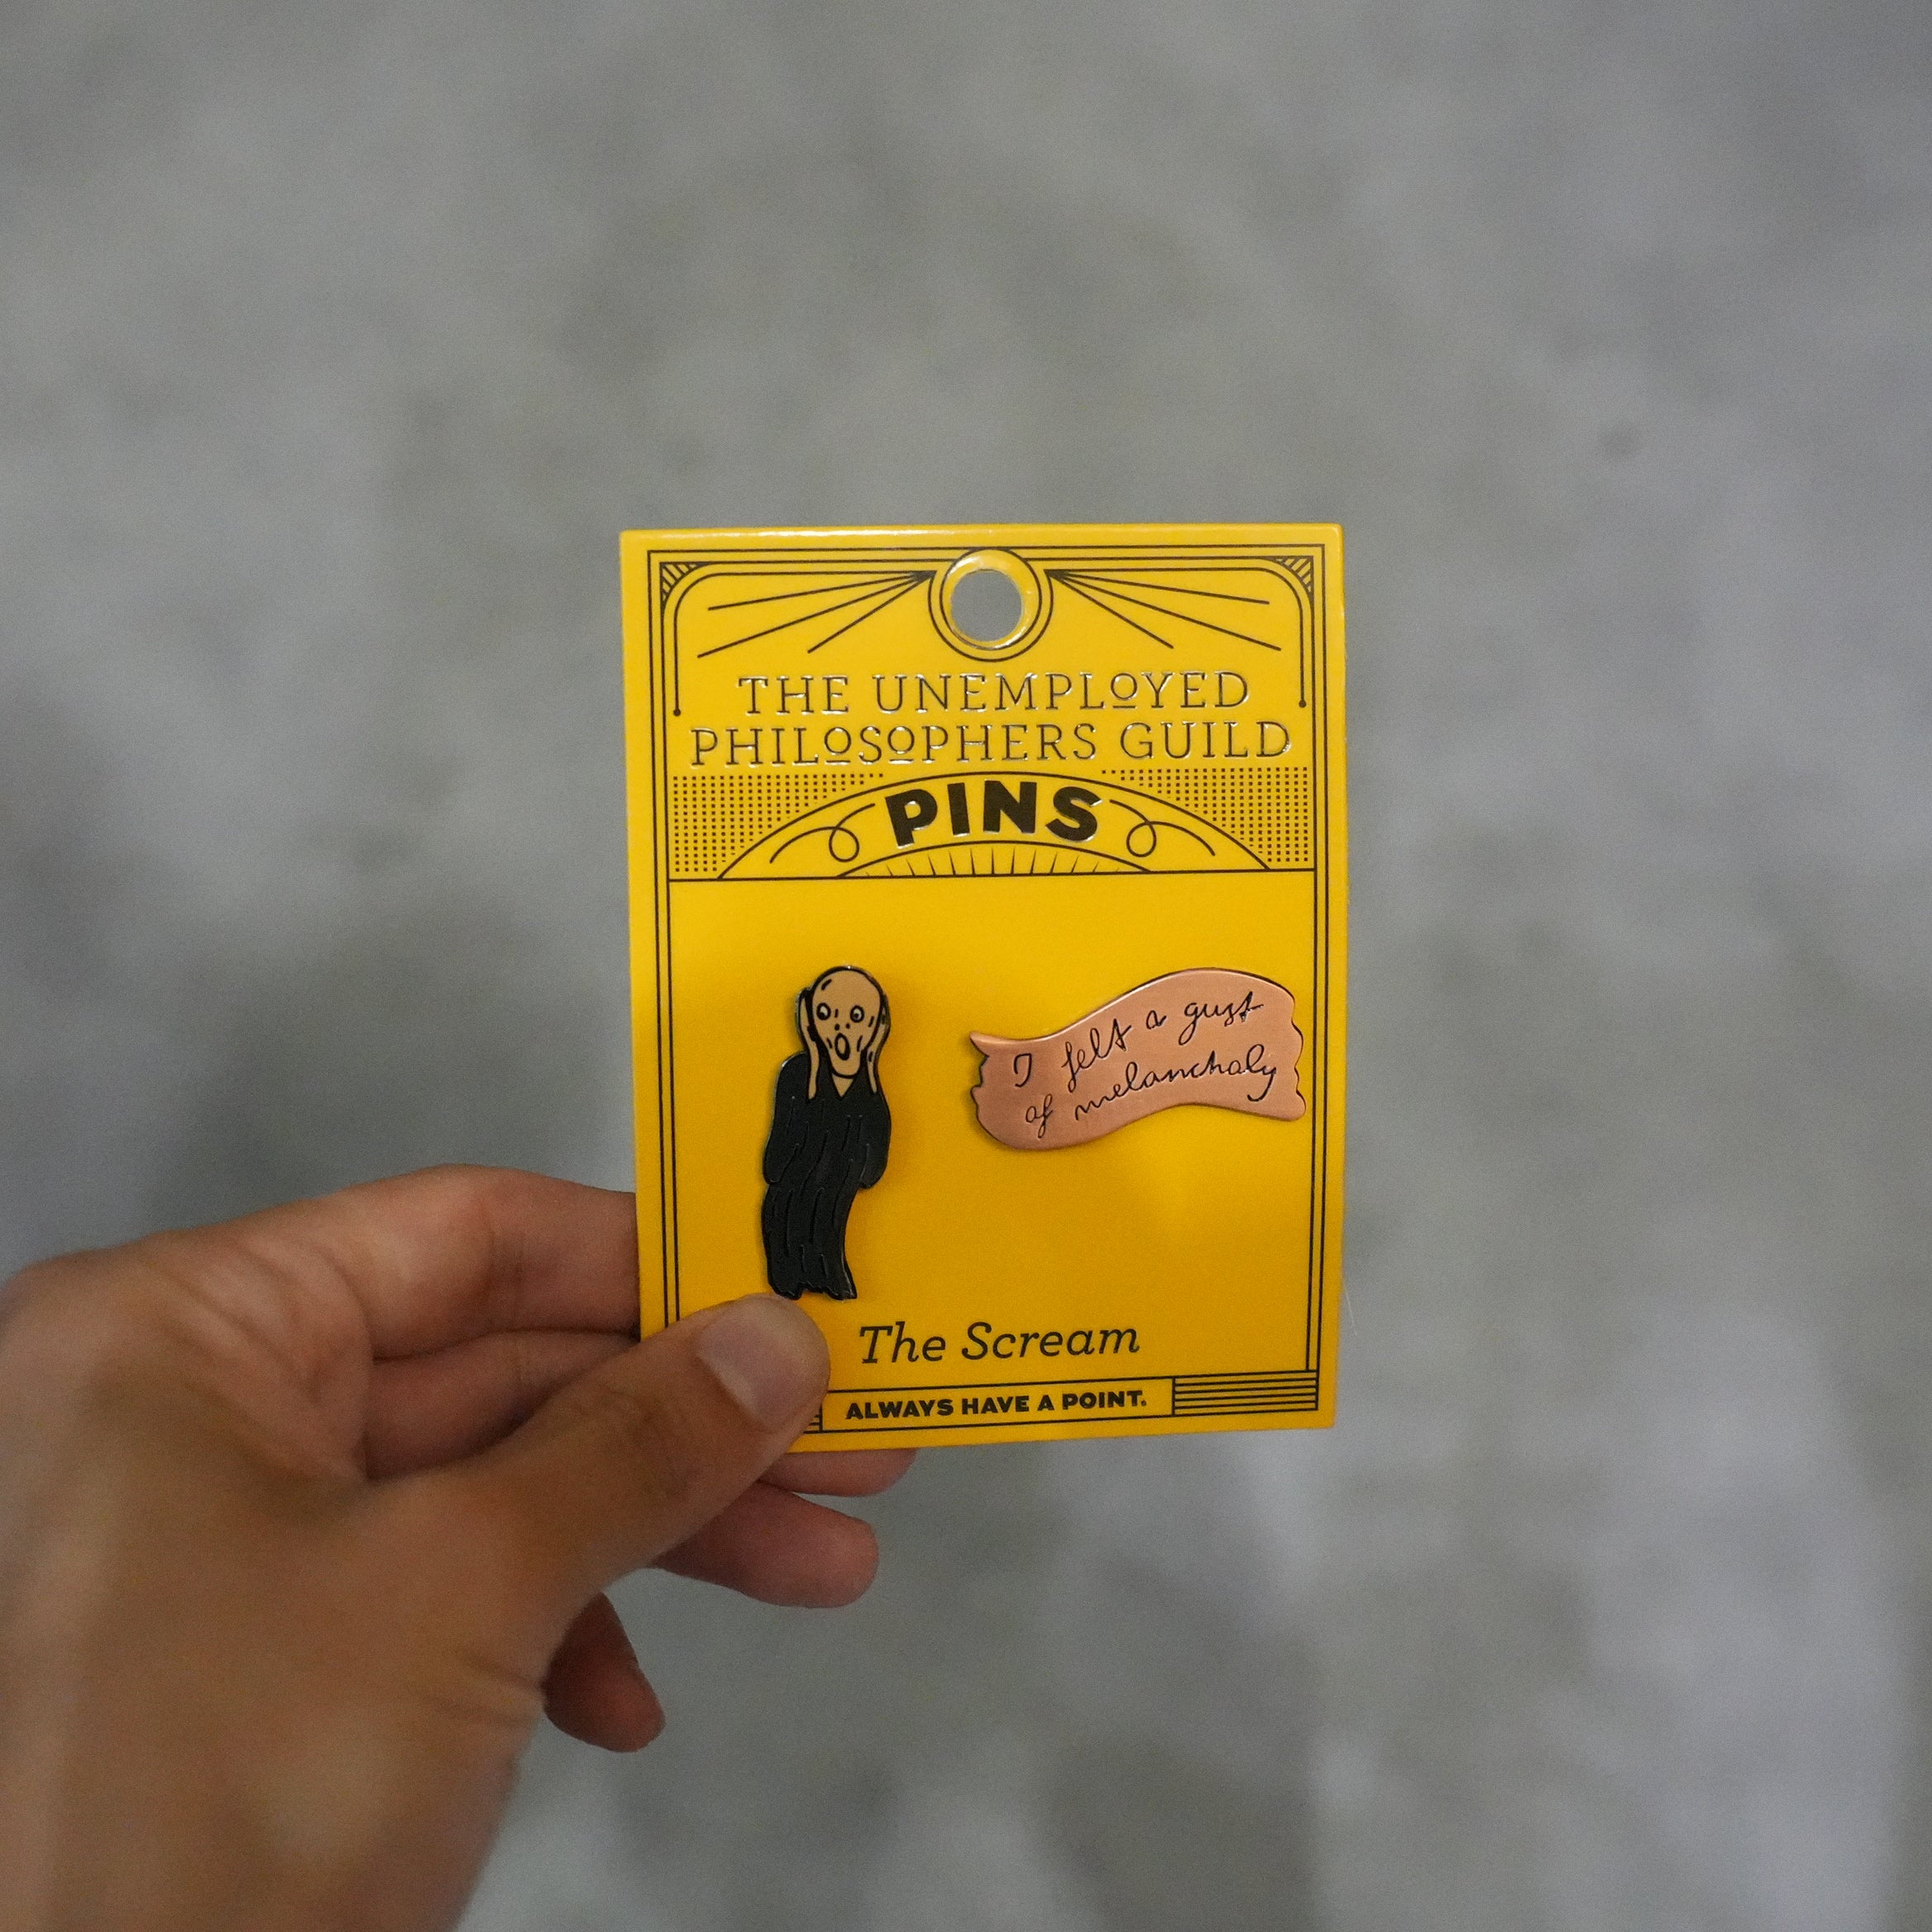 THE UNEMPLOYED
PHILOSOPHERS GUILD
PINS
I felt a gust
of melancholy
The Scream
ALWAYS HAVE A POINT.